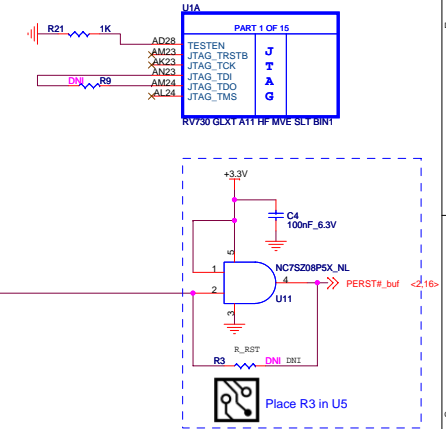 U1A
R21 1K
PART 1 OF 15
AD28 TESTEN
AM23 JTAG_TRSTB
AK23 JTAG_TCK
AN23 JTAG_TDI
DNI R9 AM24 JTAG_TDO
AL24 JTAG_TMS
J
T
A
G
RV730 GLXT A11 HF MVE SLT BIN1
+3.3V
C4
100nF_6.3V
5
NC7SZ08P5X_NL
1
4
PERST#_buf <2,16>
2
U11
3
R_RST
R3 DNI DNI
Place R3 in U5